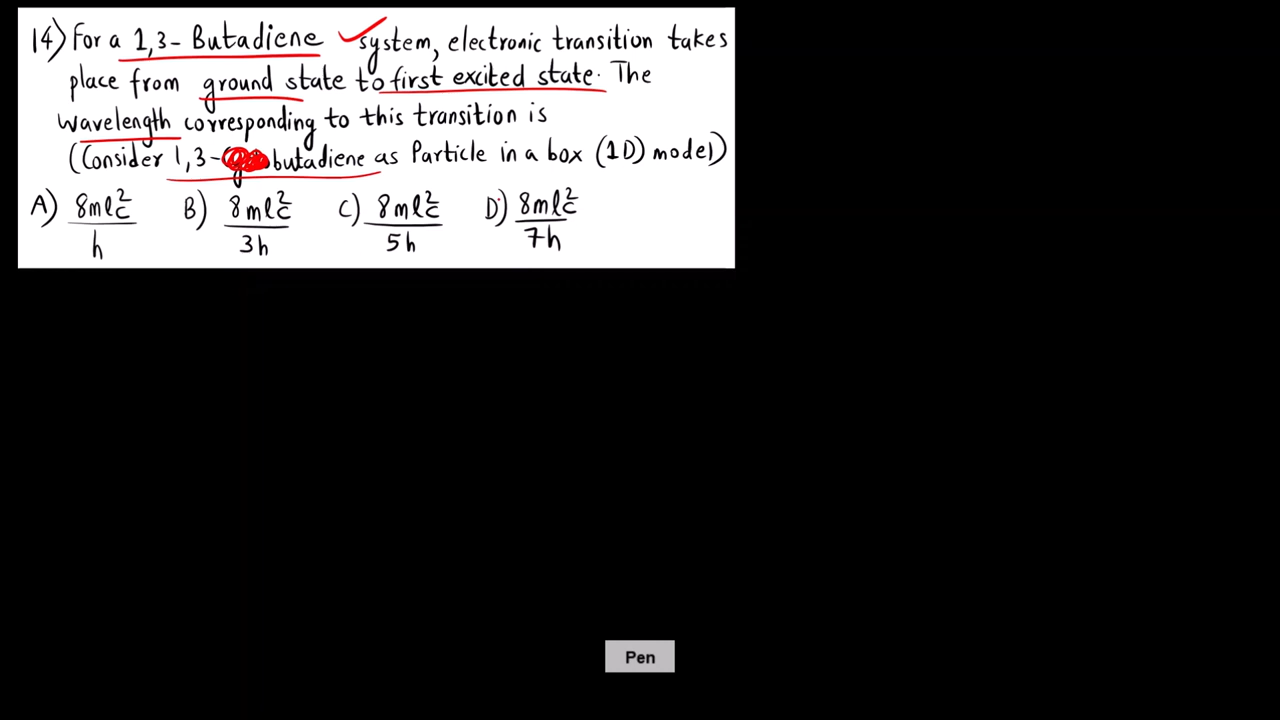 14) For a 1,3- Butadiene system, electronic transition takes
place from ground state to first excited state. The
wavelength corresponding to this transition is
(Consider 1,3- butadiene as Particle in a box (1D) model)
A) 8ml²c/h B) 8ml²c/3h C) 8ml²c/5h D) 8ml²c/7h
Pen